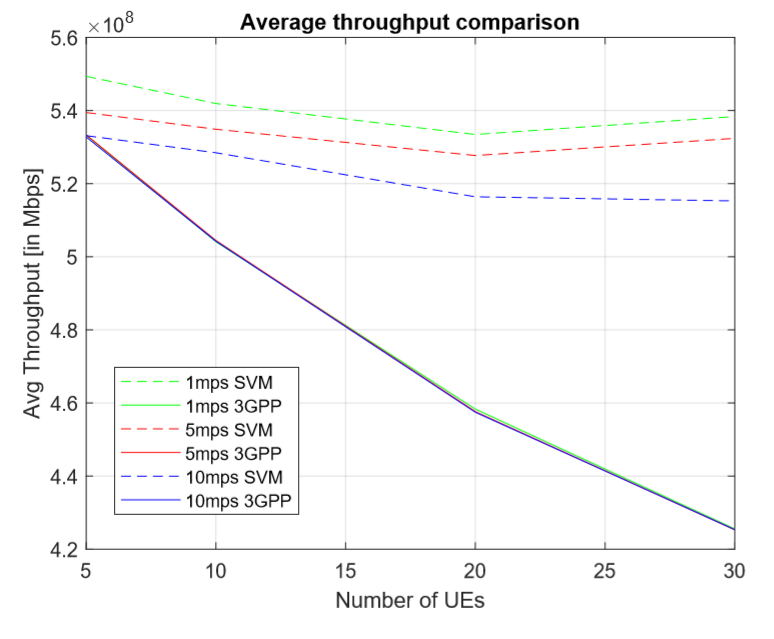 Average throughput comparison
×10⁸
5.6
5.4
5.2
5
4.8
4.6
4.4
4.2
Avg Throughput [in Mbps]
1mps SVM
1mps 3GPP
5mps SVM
5mps 3GPP
10mps SVM
10mps 3GPP
5 10 15 20 25 30
Number of UEs